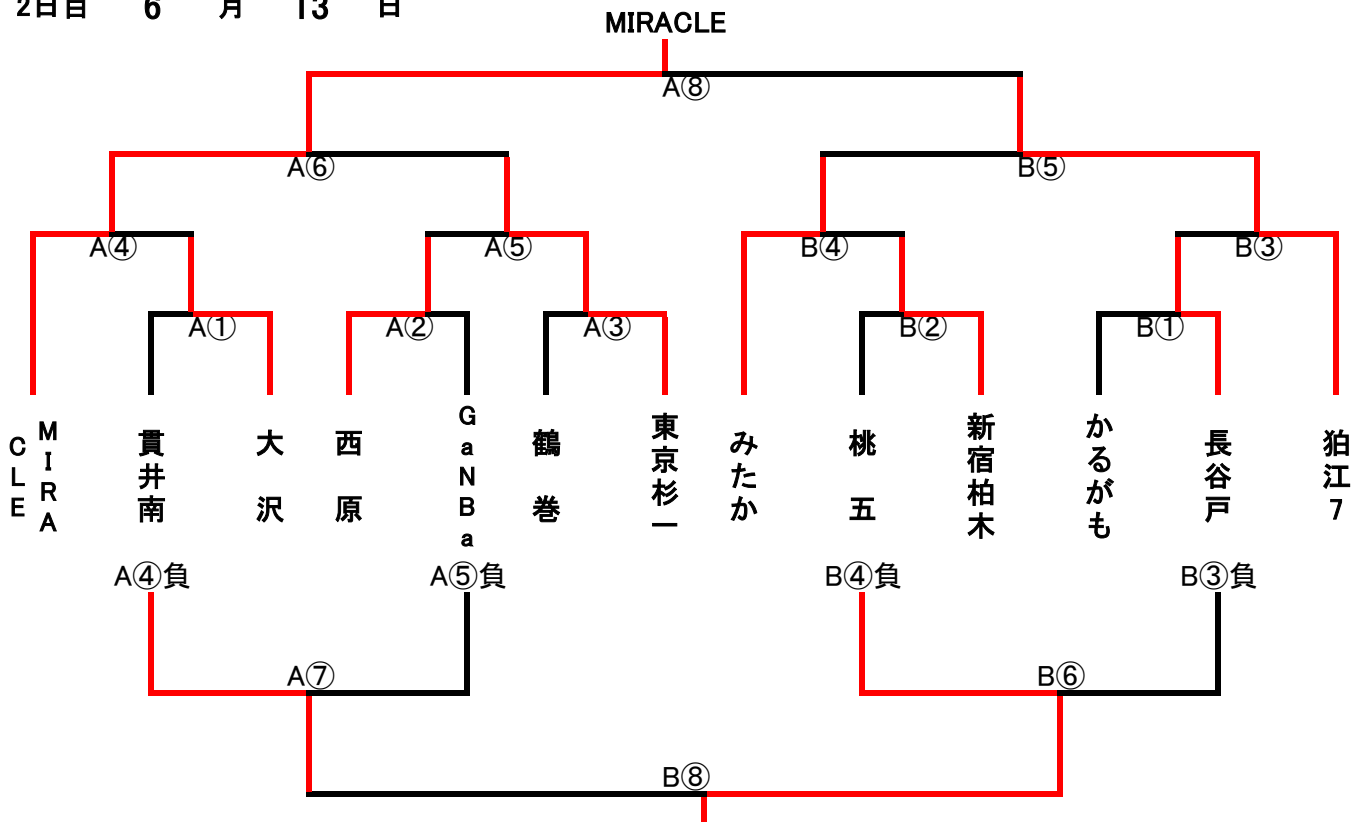 2日目 6 月 13 日
MIRACLE
A⑧
A⑥
B⑤
A④
A⑤
B④
B③
A①
A②
A③
B②
B①
MIRACLE
貫井南
大沢
西原
GaNBa
鶴巻
東京杉一
みたか
桃五
新宿柏木
かるがも
長谷戸
狛江7
A④負
A⑤負
B④負
B③負
A⑦
B⑥
B⑧